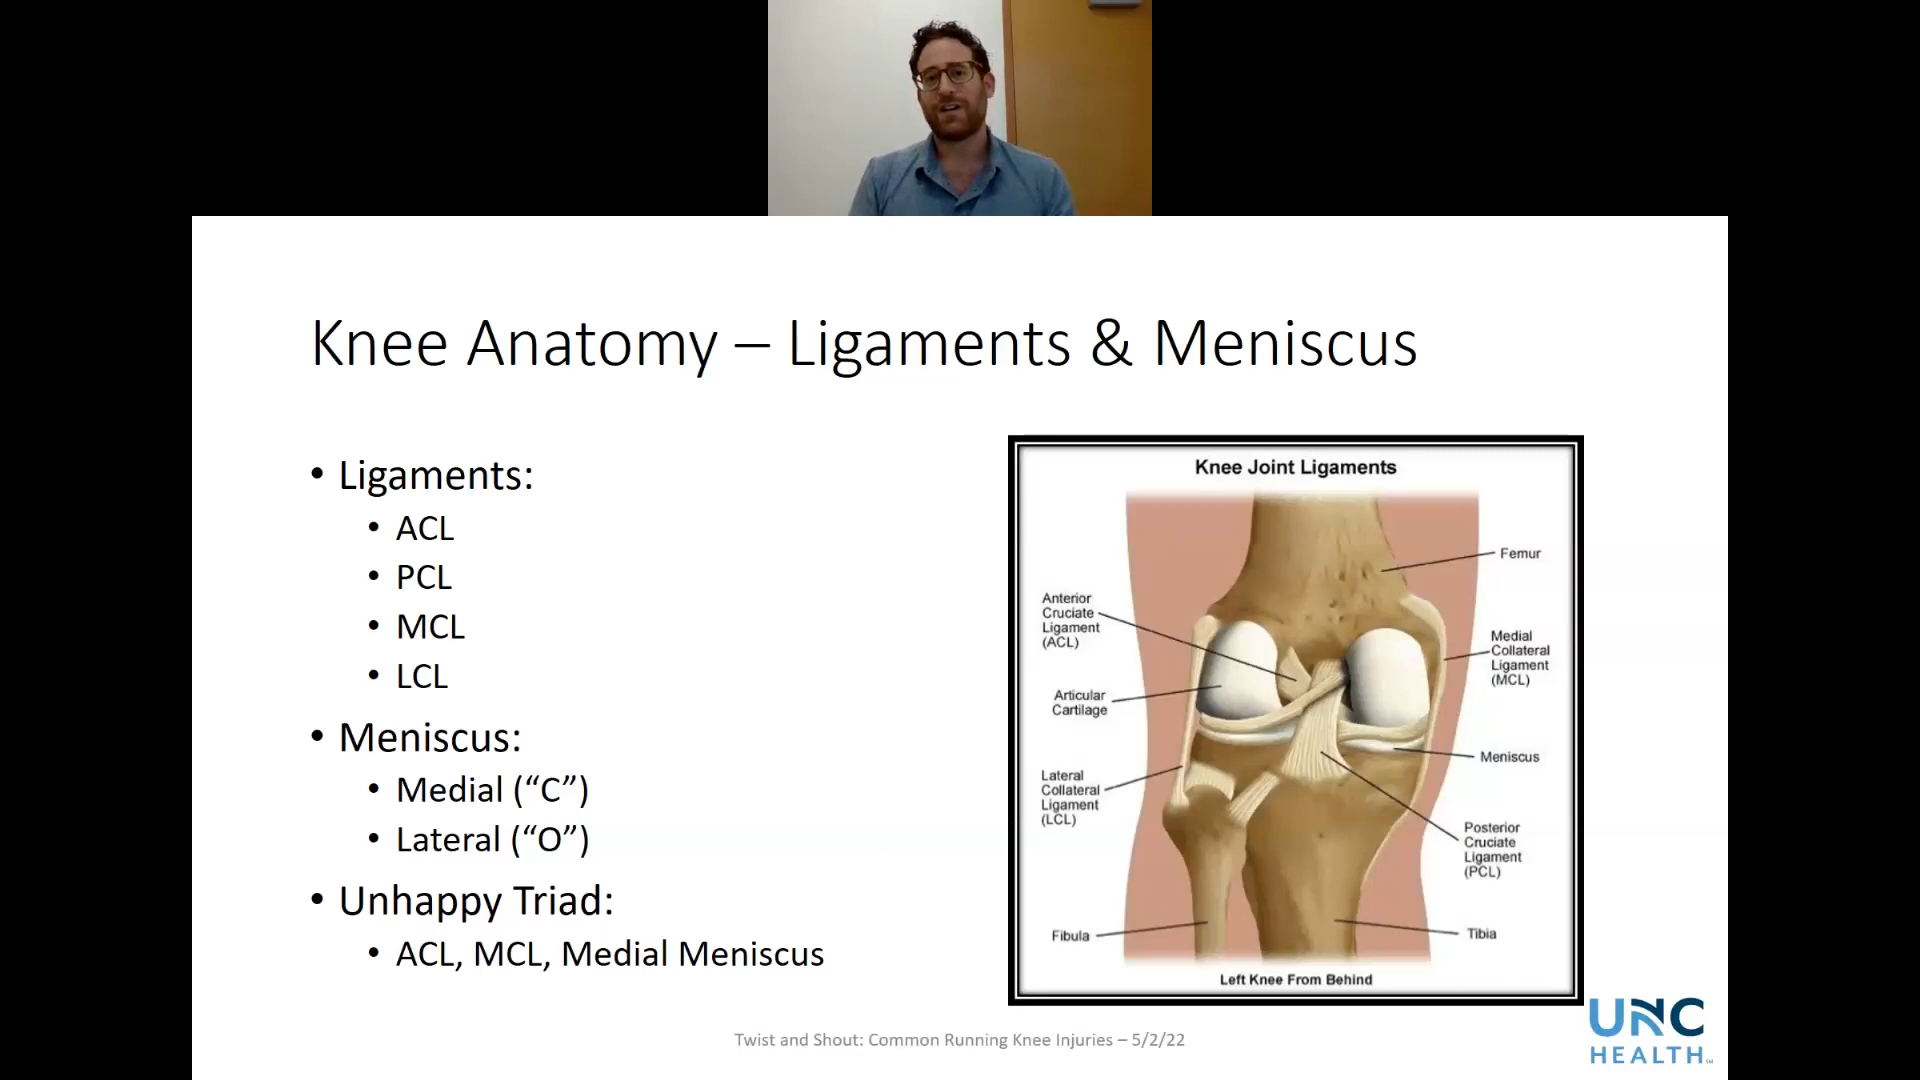 Knee Anatomy – Ligaments & Meniscus
• Ligaments:
• ACL
• PCL
• MCL
• LCL
• Meniscus:
• Medial (“C”)
• Lateral (“O”)
• Unhappy Triad:
• ACL, MCL, Medial Meniscus
Knee Joint Ligaments
Femur
Anterior
Cruciate
Ligament
(ACL)
Medial
Collateral
Ligament
(MCL)
Articular
Cartilage
Meniscus
Lateral
Collateral
Ligament
(LCL)
Posterior
Cruciate
Ligament
(PCL)
Fibula
Tibia
Left Knee From Behind
Twist and Shout: Common Running Knee Injuries – 5/2/22
UNC
HEALTH